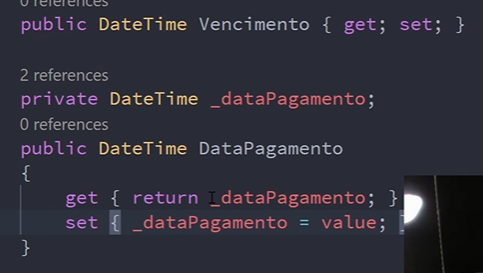 0 references
public DateTime Vencimento { get; set; }
2 references
private DateTime _dataPagamento;
0 references
public DateTime DataPagamento
{
get { return _dataPagamento; }
set { _dataPagamento = value; }
}